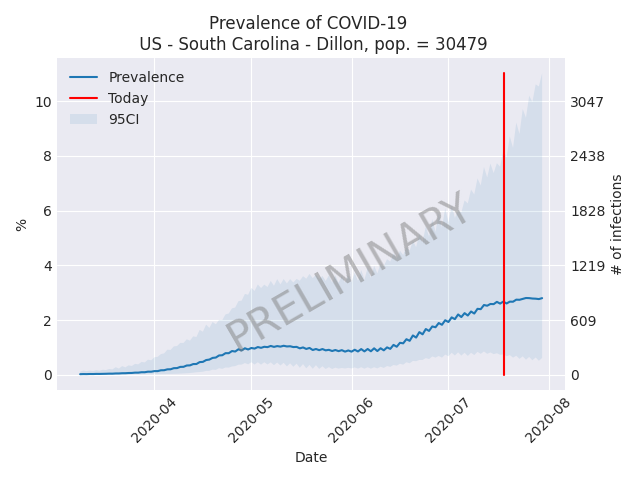 Prevalence of COVID-19
US - South Carolina - Dillon, pop. = 30479
Prevalence
Today
95CI
PRELIMINARY
%
10
8
6
4
2
0
3047
2438
1828
1219
609
0
# of infections
2020-04
2020-05
2020-06
2020-07
2020-08
Date